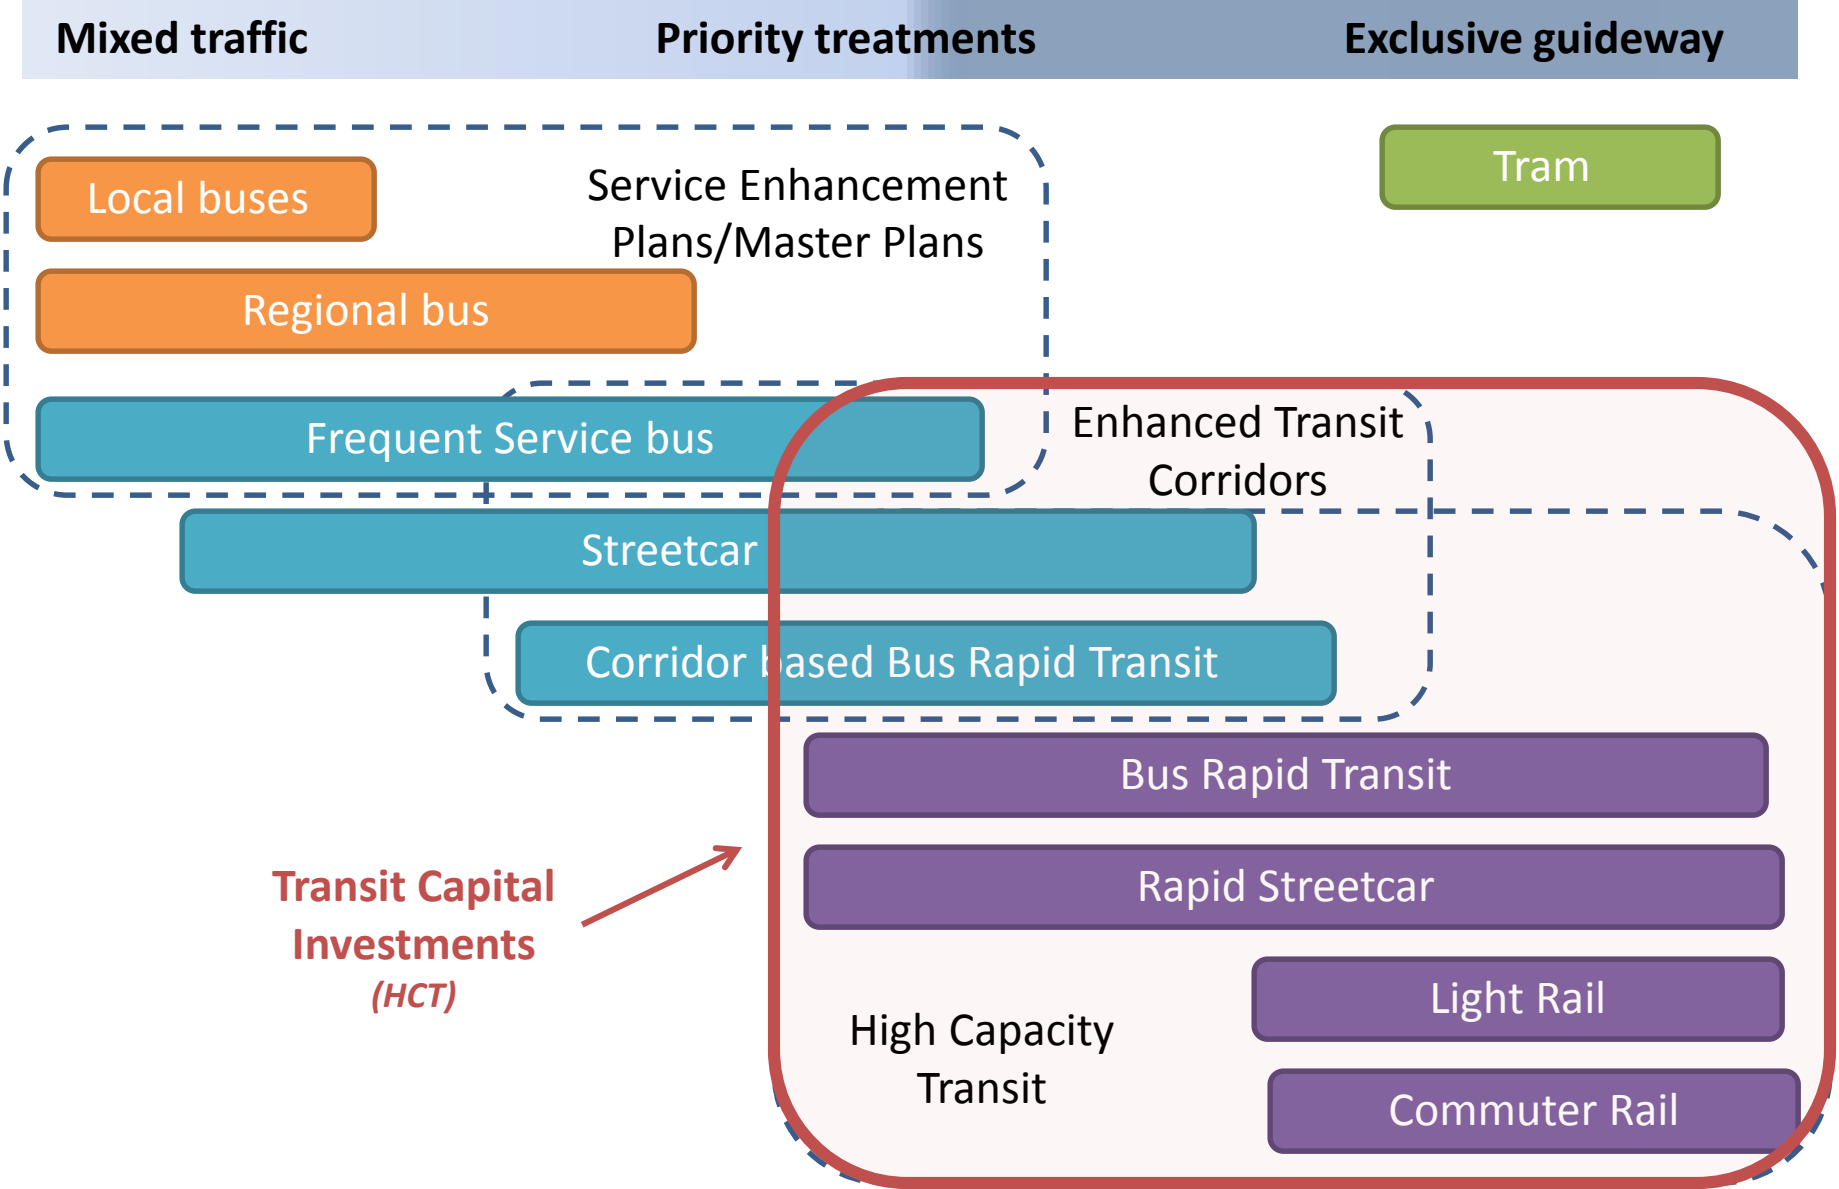 Mixed traffic
Priority treatments
Exclusive guideway
Local buses
Service Enhancement
Plans/Master Plans
Tram
Regional bus
Frequent Service bus
Enhanced Transit
Corridors
Streetcar
Corridor based Bus Rapid Transit
Bus Rapid Transit
Transit Capital
Investments
(HCT)
Rapid Streetcar
Light Rail
High Capacity
Transit
Commuter Rail